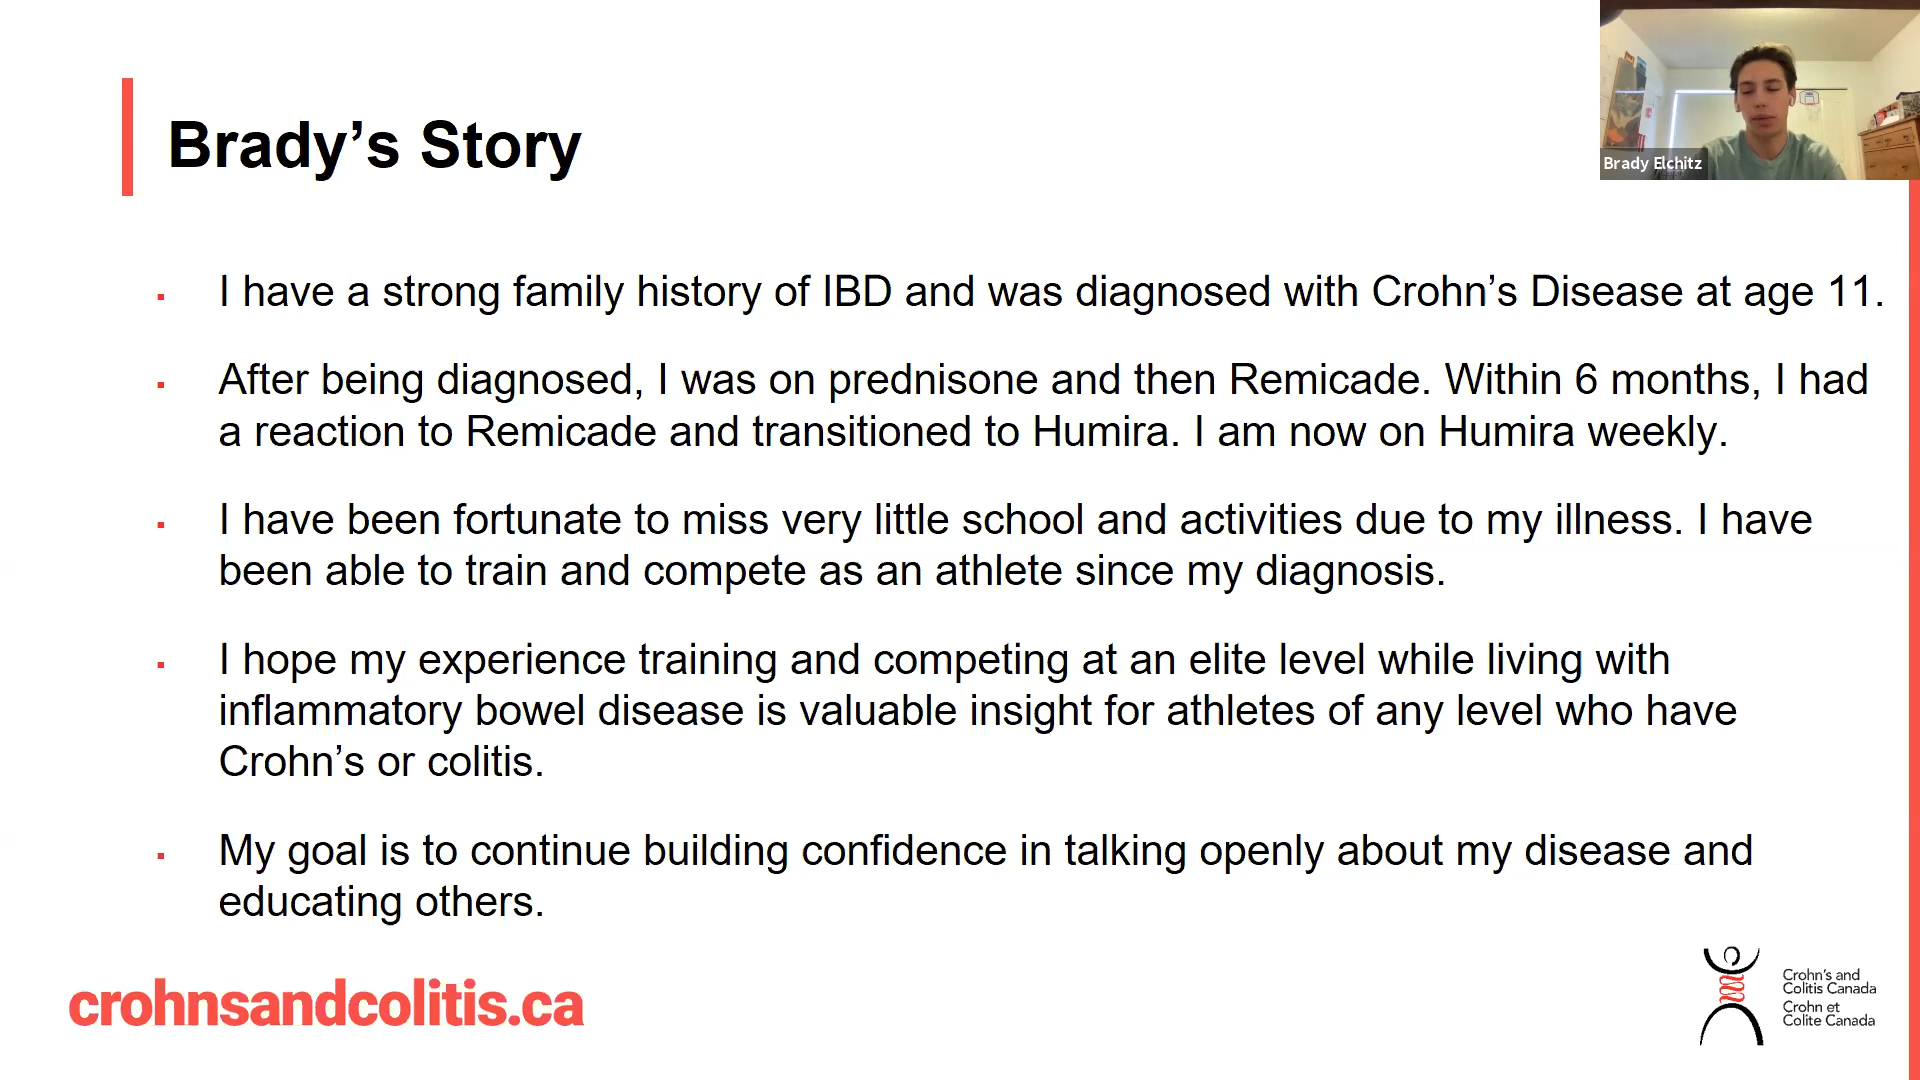 Brady’s Story
Brady Elchitz
I have a strong family history of IBD and was diagnosed with Crohn’s Disease at age 11.
After being diagnosed, I was on prednisone and then Remicade. Within 6 months, I had
a reaction to Remicade and transitioned to Humira. I am now on Humira weekly.
I have been fortunate to miss very little school and activities due to my illness. I have
been able to train and compete as an athlete since my diagnosis.
I hope my experience training and competing at an elite level while living with
inflammatory bowel disease is valuable insight for athletes of any level who have
Crohn’s or colitis.
My goal is to continue building confidence in talking openly about my disease and
educating others.
crohnsandcolitis.ca
Crohn’s and
Colitis Canada
Crohn et
Colite Canada